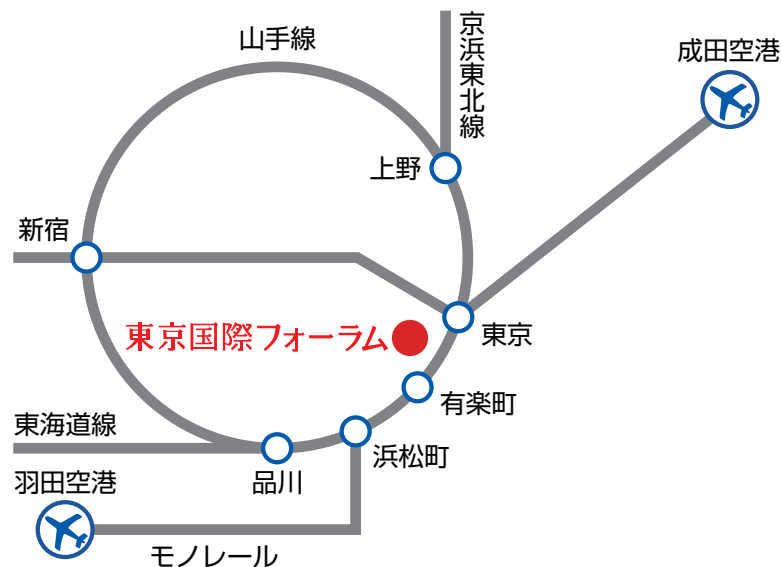 山手線
京浜東北線
成田空港
上野
新宿
東京国際フォーラム
東京
有楽町
東海道線
浜松町
羽田空港
品川
モノレール